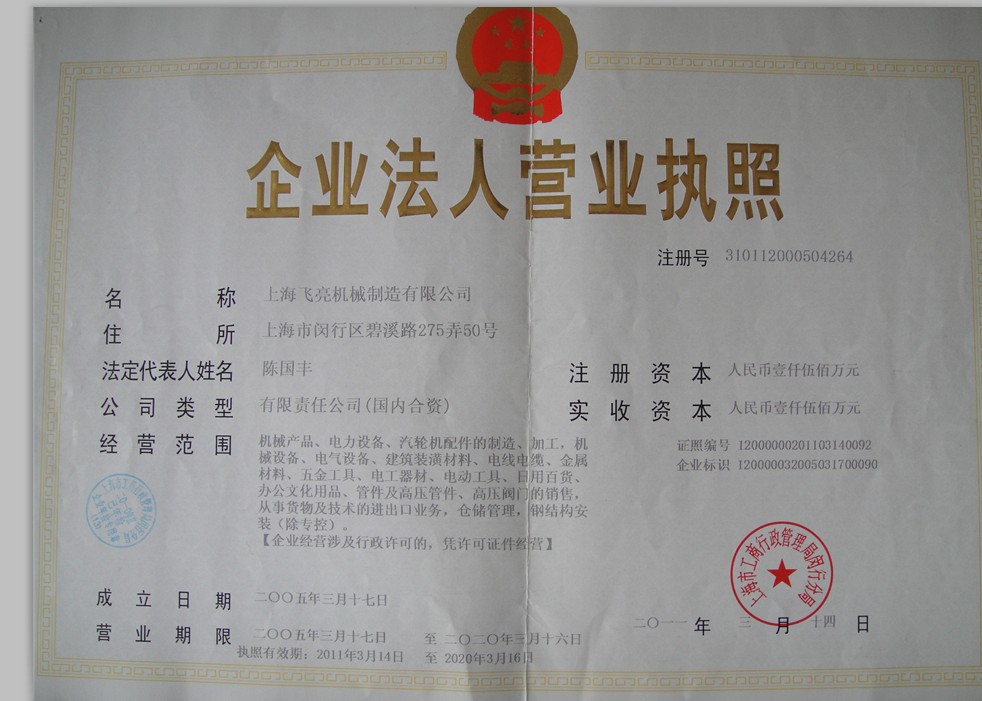 企业法人营业执照
注册号 310112000504264
名称 上海飞亮机械制造有限公司
住所 上海市闵行区碧溪路275弄50号
法定代表人姓名 陈国丰
注册资本 人民币壹仟伍佰万元
公司类型 有限责任公司(国内合资)
实收资本 人民币壹仟伍佰万元
经营范围 机械产品、电力设备、汽轮机配件的制造、加工，机
械设备、电气设备、建筑装潢材料、电线电缆、金属
材料、五金工具、电工器材、电动工具、日用百货、
办公文化用品、管件及高压管件、高压阀门的销售，
从事货物及技术的进出口业务，仓储管理，钢结构安
装（除专控）。
【企业经营涉及行政许可的，凭许可证件经营】
证照编号 12000000201103140092
企业标识 120000032005031700090
上海市工商行政管理局闵行分局
成立日期 二〇〇五年三月十七日
二〇一一年三月十四日
营业期限 二〇〇五年三月十七日 至 二〇二〇年三月十六日
执照有效期：2011年3月14日 至 2020年3月16日